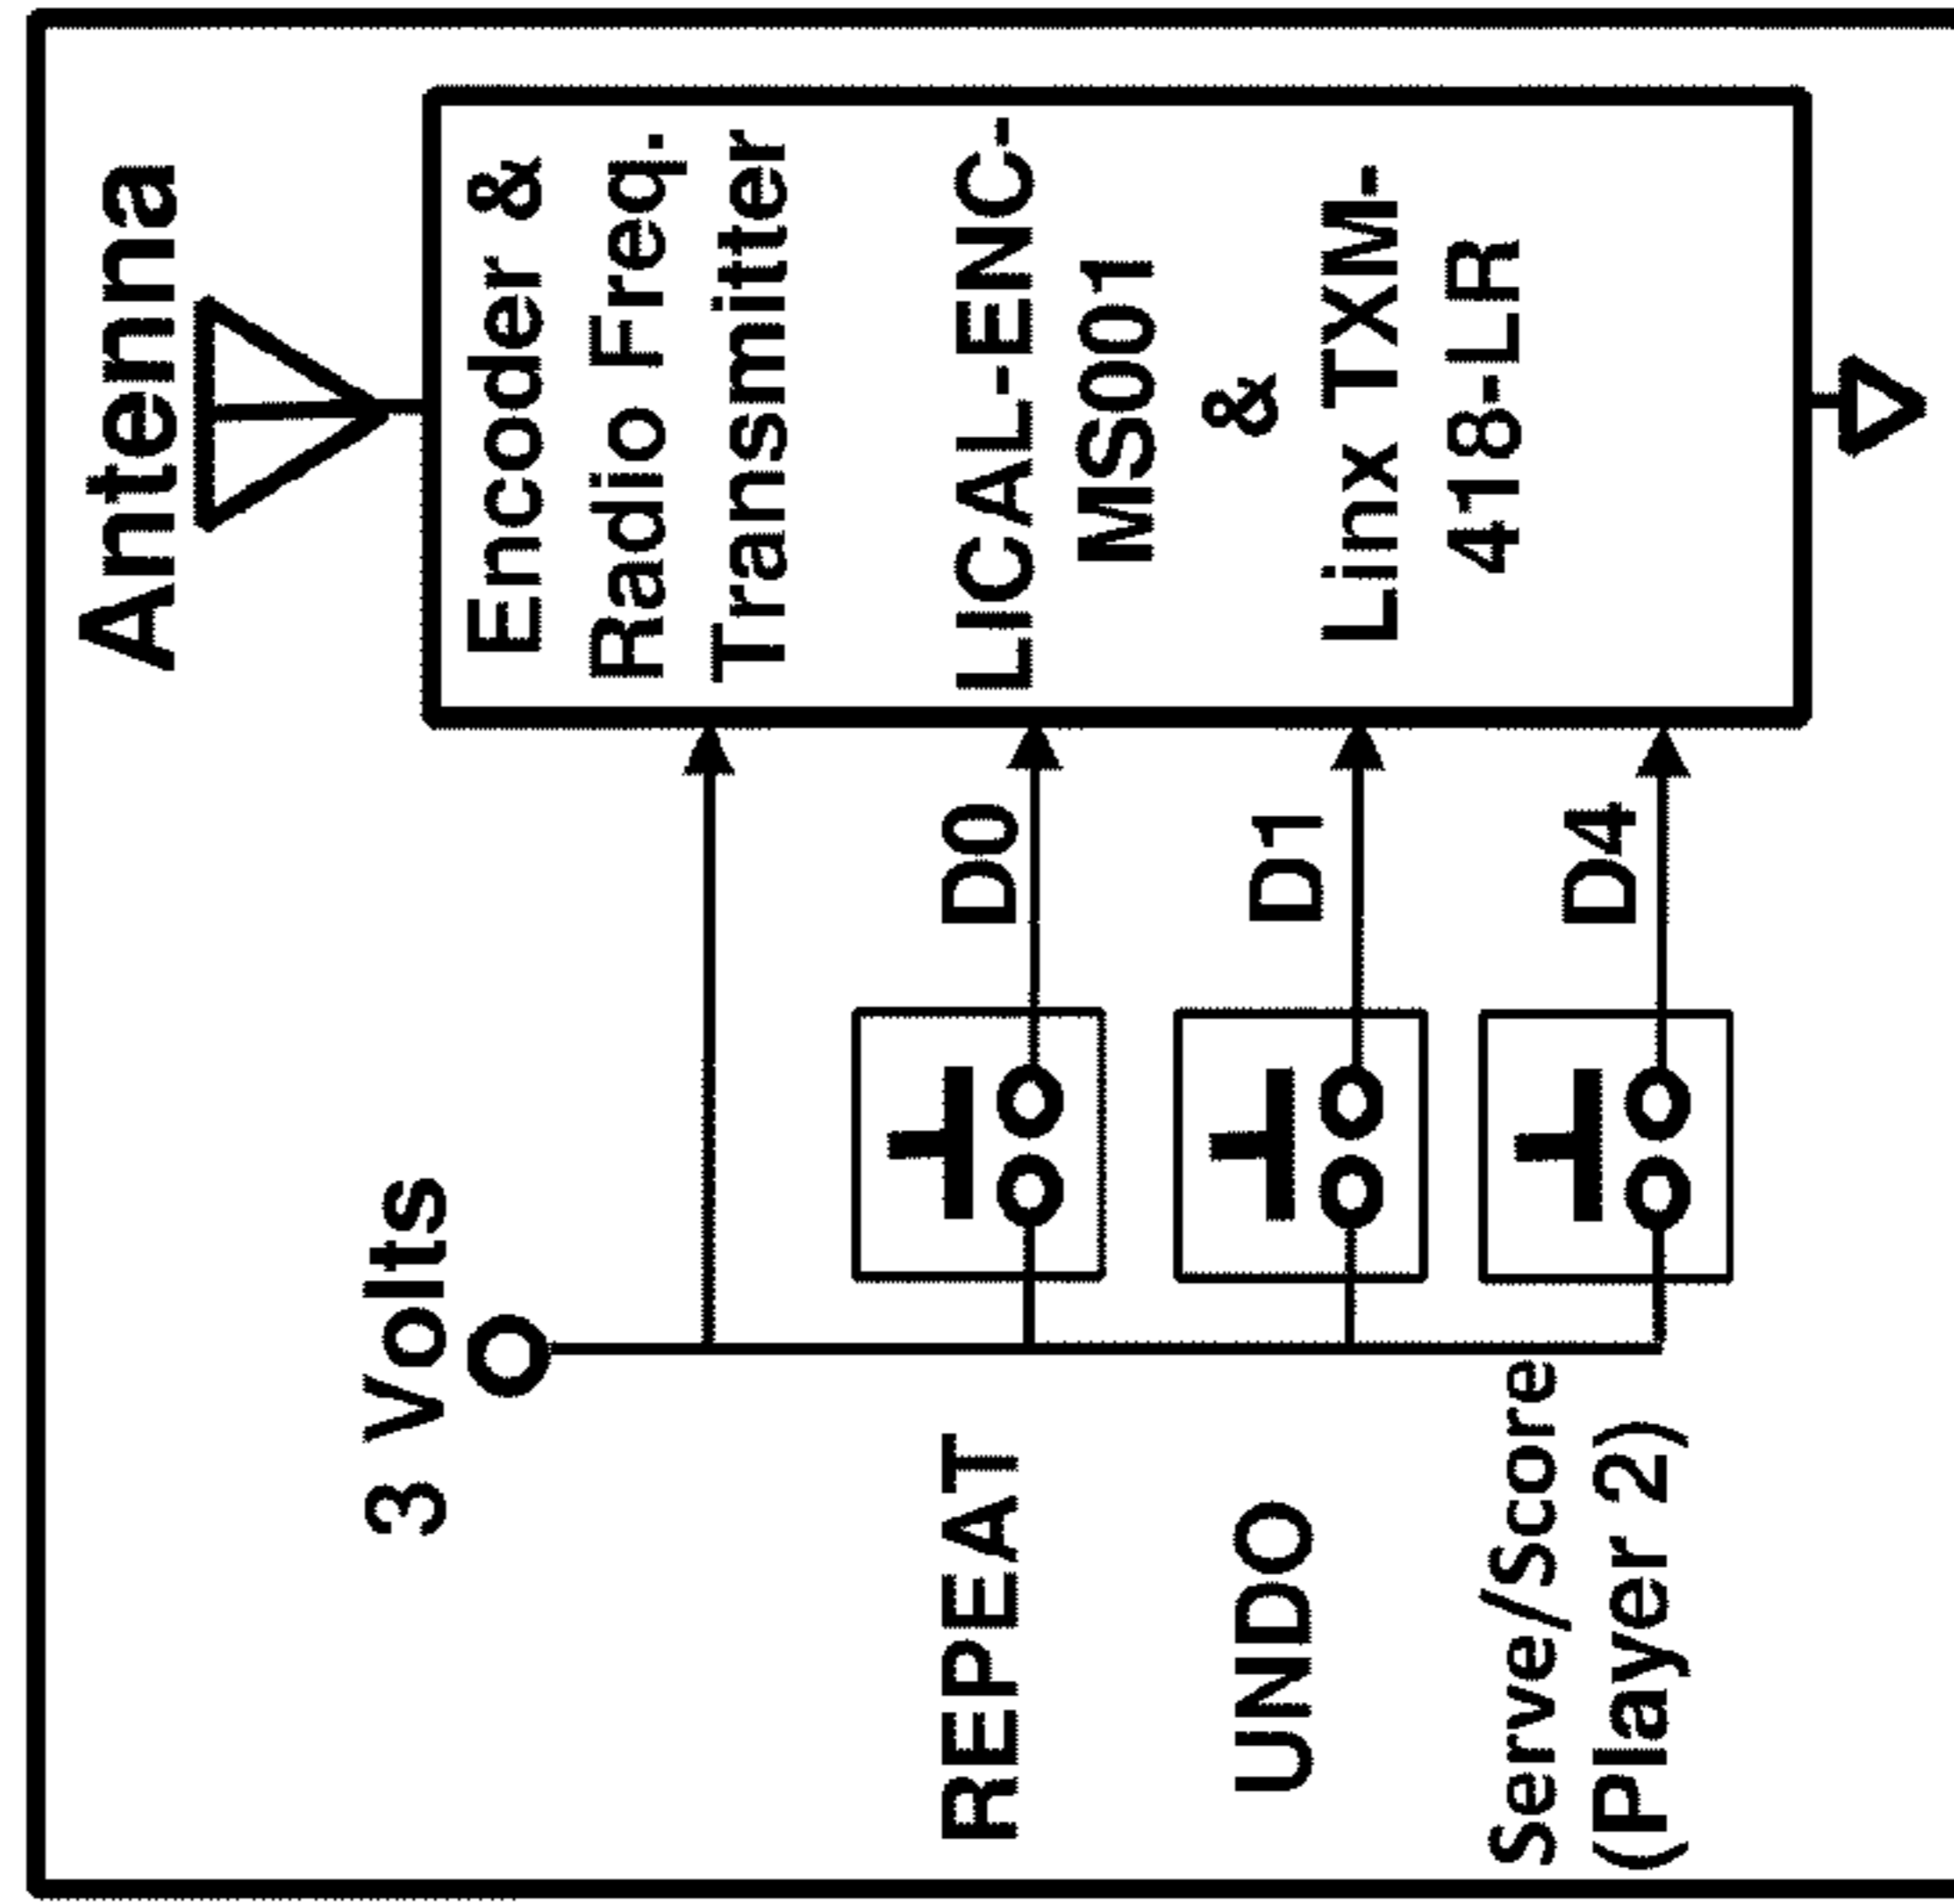 Antenna
3 Volts
Encoder &
Radio Freq.
Transmitter
LICAL-ENC-
MS001
&
Linx TXM-
418-LR
REPEAT
D0
UNDO
D1
Serve/Score
(Player 2)
D4